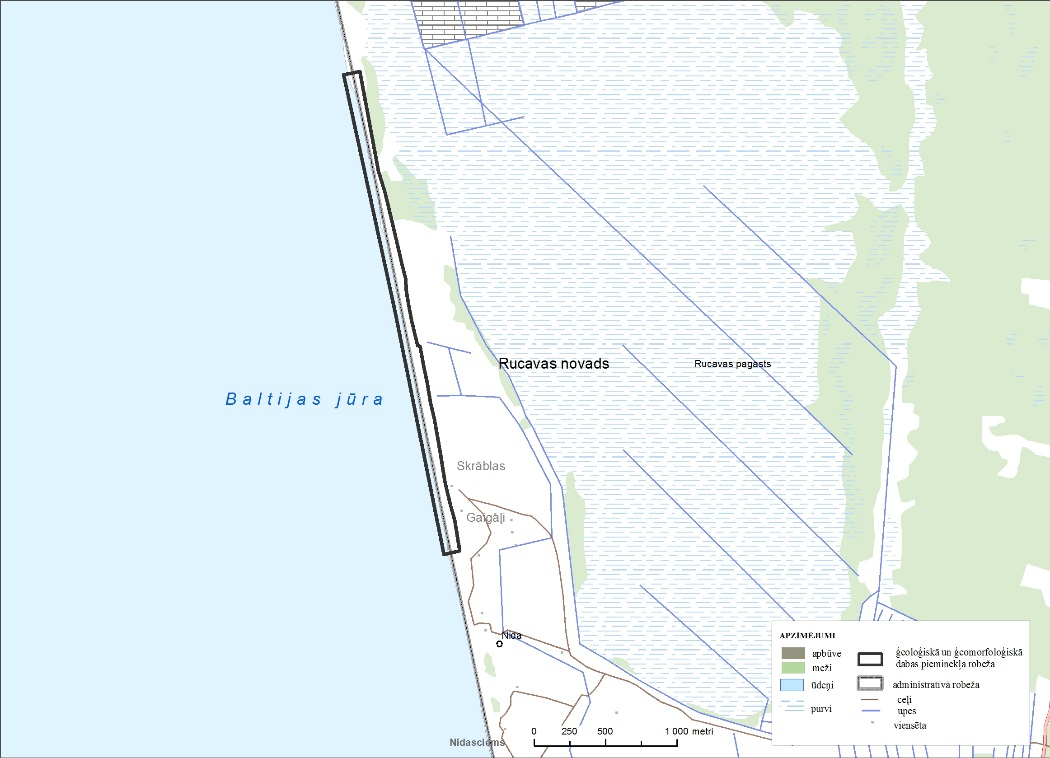 Rucavas novads
Rucavas pagasts
Baltijas jūra
Skrāblas
Galgāļi
Nida
Nidasciems
0 250 500 1 000 metri
APZĪMĒJUMI
apbūve
meži
ūdeņi
purvi
ģeoloģiskā un ģeomorfoloģiskā
dabas pieminekļa robeža
administratīvā robeža
ceļi
upes
viensēta